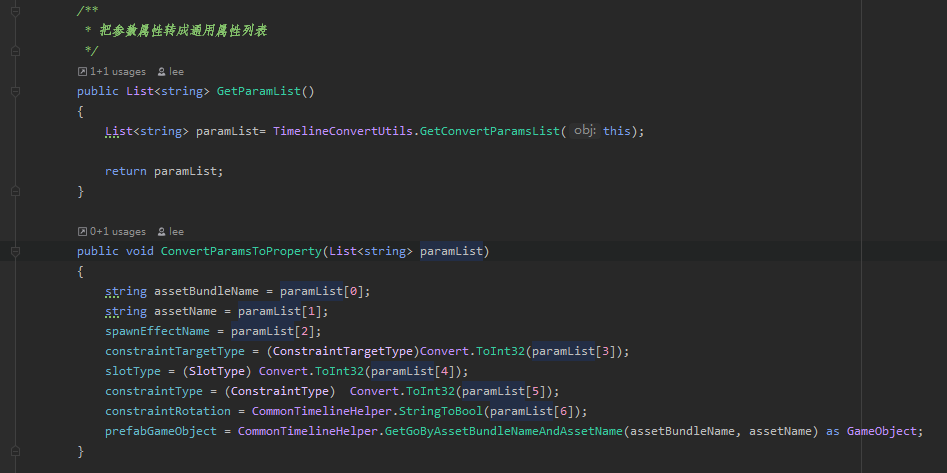 /**
 * 把参数属性转成通用属性列表
 */
1+1 usages lee
public List<string> GetParamList()
{
    List<string> paramList= TimelineConvertUtils.GetConvertParamsList( obj: this);
    return paramList;
}
0+1 usages lee
public void ConvertParamsToProperty(List<string> paramList)
{
    string assetBundleName = paramList[0];
    string assetName = paramList[1];
    spawnEffectName = paramList[2];
    constraintTargetType = (ConstraintTargetType)Convert.ToInt32(paramList[3]);
    slotType = (SlotType) Convert.ToInt32(paramList[4]);
    constraintType = (ConstraintType)  Convert.ToInt32(paramList[5]);
    constraintRotation = CommonTimelineHelper.StringToBool(paramList[6]);
    prefabGameObject = CommonTimelineHelper.GetGoByAssetBundleNameAndAssetName(assetBundleName, assetName) as GameObject;
}